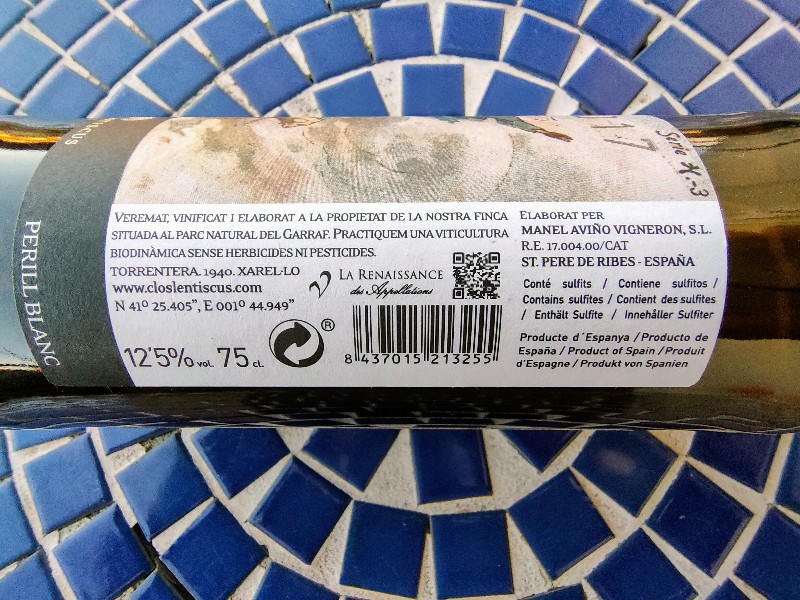 PERILL BLANC
VEREMAT, VINIFICAT I ELABORAT A LA PROPIETAT DE LA NOSTRA FINCA
SITUADA AL PARC NATURAL DEL GARRAF. PRACTIQUEM UNA VITICULTURA
BIODINÀMICA SENSE HERBICIDES NI PESTICIDES.
TORRENTERA. 1940. XAREL·LO
www.closlentiscus.com
N 41º 25.405”, E 001º 44.949”
12'5% vol. 75 cl.
®
LA RENAISSANCE
des Appellations
8 437015 213255
ELABORAT PER
MANEL AVIÑO VIGNERON, S.L.
R.E. 17.004.00/CAT
ST. PERE DE RIBES - ESPAÑA
Conté sulfits / Contiene sulfitos /
Contains sulfites / Contient des sulfites
/ Enthält Sulfite / Innehåller Sulfiter
Producte d´Espanya / Producto de
España / Product of Spain / Produit
d'Espagne / Produkt von Spanien